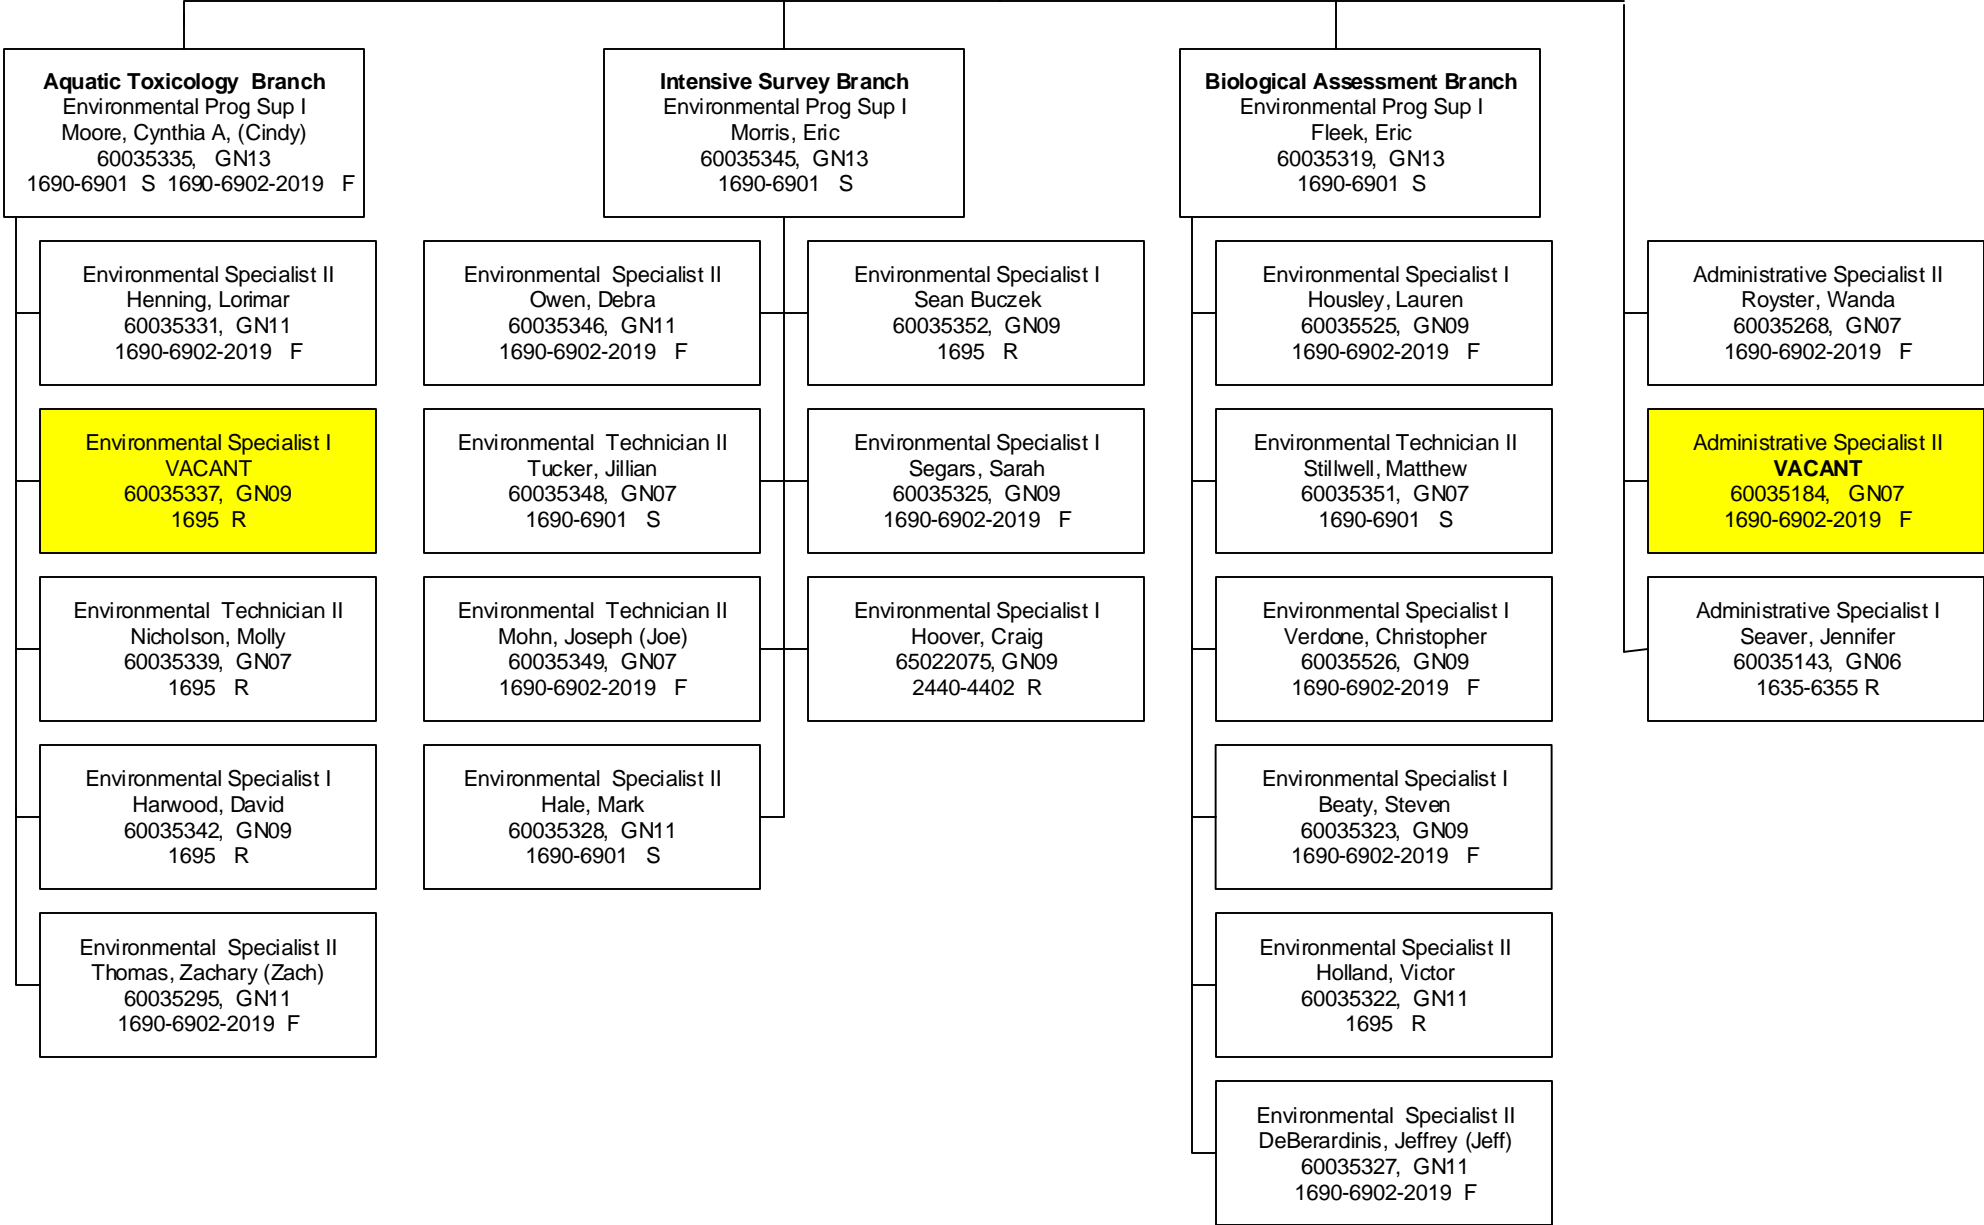 Aquatic Toxicology Branch
Environmental Prog Sup I
Moore, Cynthia A, (Cindy)
60035335, GN13
1690-6901 S 1690-6902-2019 F
Intensive Survey Branch
Environmental Prog Sup I
Morris, Eric
60035345, GN13
1690-6901 S
Biological Assessment Branch
Environmental Prog Sup I
Fleek, Eric
60035319, GN13
1690-6901 S
Environmental Specialist II
Henning, Lorimar
60035331, GN11
1690-6902-2019 F
Environmental Specialist I
VACANT
60035337, GN09
1695 R
Environmental Technician II
Nicholson, Molly
60035339, GN07
1695 R
Environmental Specialist I
Harwood, David
60035342, GN09
1695 R
Environmental Specialist II
Thomas, Zachary (Zach)
60035295, GN11
1690-6902-2019 F
Environmental Specialist II
Owen, Debra
60035346, GN11
1690-6902-2019 F
Environmental Technician II
Tucker, Jillian
60035348, GN07
1690-6901 S
Environmental Technician II
Mohn, Joseph (Joe)
60035349, GN07
1690-6902-2019 F
Environmental Specialist II
Hale, Mark
60035328, GN11
1690-6901 S
Environmental Specialist I
Sean Buczek
60035352, GN09
1695 R
Environmental Specialist I
Segars, Sarah
60035325, GN09
1690-6902-2019 F
Environmental Specialist I
Hoover, Craig
65022075, GN09
2440-4402 R
Environmental Specialist I
Housley, Lauren
60035525, GN09
1690-6902-2019 F
Environmental Technician II
Stillwell, Matthew
60035351, GN07
1690-6901 S
Environmental Specialist I
Verdone, Christopher
60035526, GN09
1690-6902-2019 F
Environmental Specialist I
Beaty, Steven
60035323, GN09
1690-6902-2019 F
Environmental Specialist II
Holland, Victor
60035322, GN11
1695 R
Environmental Specialist II
DeBerardinis, Jeffrey (Jeff)
60035327, GN11
1690-6902-2019 F
Administrative Specialist II
Royster, Wanda
60035268, GN07
1690-6902-2019 F
Administrative Specialist II
VACANT
60035184, GN07
1690-6902-2019 F
Administrative Specialist I
Seaver, Jennifer
60035143, GN06
1635-6355 R